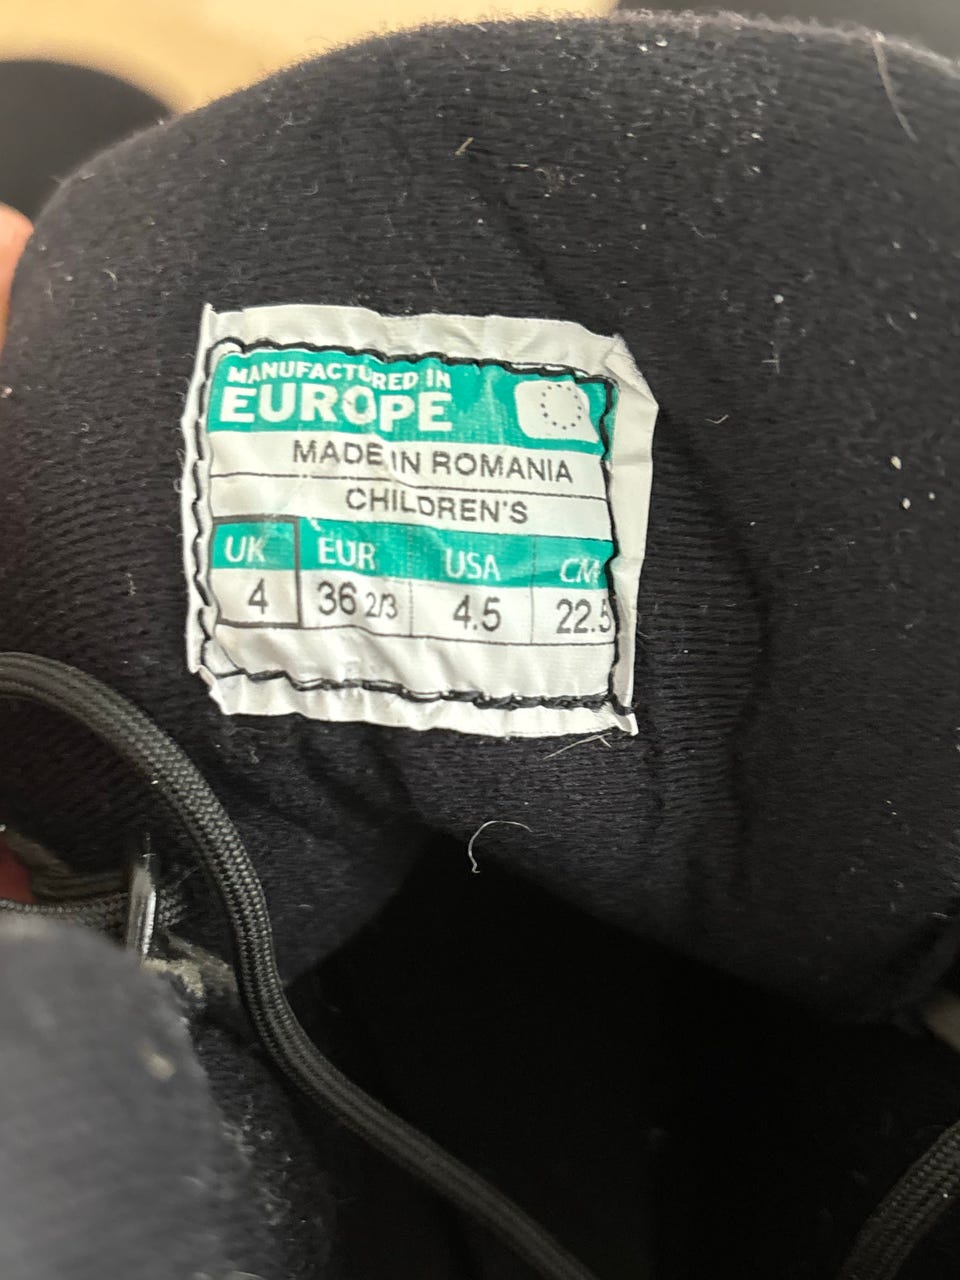 MANUFACTURED IN
EUROPE
MADE IN ROMANIA
CHILDREN'S
UK EUR USA CM
4 36 2/3 4.5 22.5